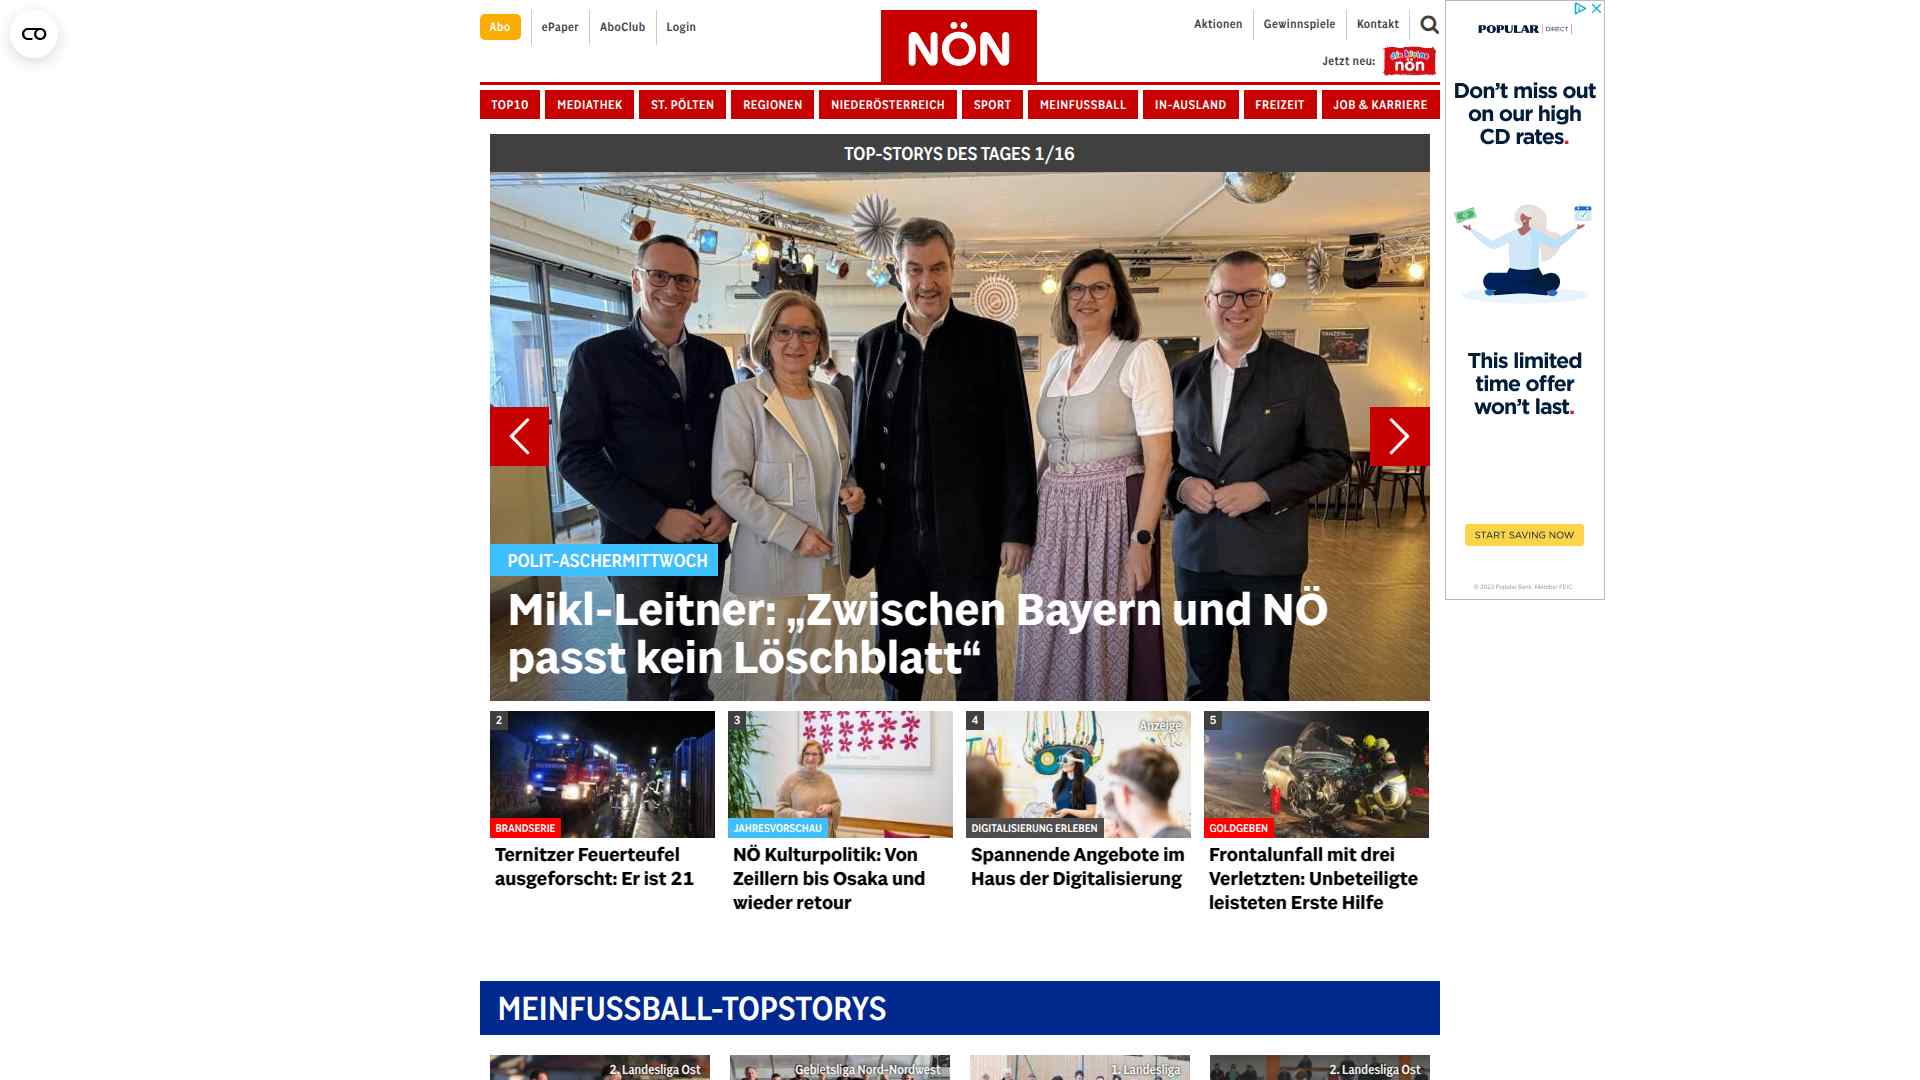 Abo
ePaper
AboClub
Login
NÖN
Aktionen
Gewinnspiele
Kontakt
Jetzt neu:
die kleine
nön
TOP10
MEDIATHEK
ST. PÖLTEN
REGIONEN
NIEDERÖSTERREICH
SPORT
MEINFUSSBALL
IN-AUSLAND
FREIZEIT
JOB & KARRIERE
TOP-STORYS DES TAGES 1/16
POLIT-ASCHERMITTWOCH
Mikl-Leitner: „Zwischen Bayern und NÖ
passt kein Löschblatt“
2
BRANDSERIE
Ternitzer Feuerteufel
ausgeforscht: Er ist 21
3
JAHRESVORSCHAU
NÖ Kulturpolitik: Von
Zeillern bis Osaka und
wieder retour
4
Anzeige
DIGITALISIERUNG ERLEBEN
Spannende Angebote im
Haus der Digitalisierung
5
GOLDGEBEN
Frontalunfall mit drei
Verletzten: Unbeteiligte
leisteten Erste Hilfe
MEINFUSSBALL-TOPSTORYS
2. Landesliga Ost
Gebietsliga Nord-Nordwest
1. Landesliga
2. Landesliga Ost
POPULAR DIRECT
Don’t miss out
on our high
CD rates.
This limited
time offer
won’t last.
START SAVING NOW
© 2023 Popular Bank. Member FDIC